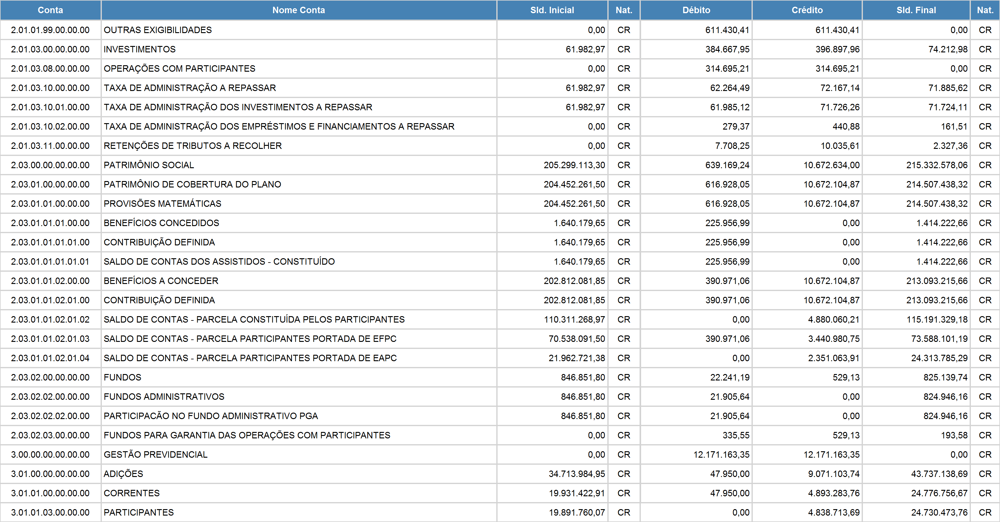 Conta Nome Conta Sld. Inicial Nat. Débito Crédito Sld. Final Nat.
2.01.01.99.00.00.00 OUTRAS EXIGIBILIDADES 0,00 CR 611.430,41 611.430,41 0,00 CR
2.01.03.00.00.00.00 INVESTIMENTOS 61.982,97 CR 384.667,95 396.897,96 74.212,98 CR
2.01.03.08.00.00.00 OPERAÇÕES COM PARTICIPANTES 0,00 CR 314.695,21 314.695,21 0,00 CR
2.01.03.10.00.00.00 TAXA DE ADMINISTRAÇÃO A REPASSAR 61.982,97 CR 62.264,49 72.167,14 71.885,62 CR
2.01.03.10.01.00.00 TAXA DE ADMINISTRAÇÃO DOS INVESTIMENTOS A REPASSAR 61.982,97 CR 61.985,12 71.726,26 71.724,11 CR
2.01.03.10.02.00.00 TAXA DE ADMINISTRAÇÃO DOS EMPRÉSTIMOS E FINANCIAMENTOS A REPASSAR 0,00 CR 279,37 440,88 161,51 CR
2.01.03.11.00.00.00 RETENÇÕES DE TRIBUTOS A RECOLHER 0,00 CR 7.708,25 10.035,61 2.327,36 CR
2.03.00.00.00.00.00 PATRIMÔNIO SOCIAL 205.299.113,30 CR 639.169,24 10.672.634,00 215.332.578,06 CR
2.03.01.00.00.00.00 PATRIMÔNIO DE COBERTURA DO PLANO 204.452.261,50 CR 616.928,05 10.672.104,87 214.507.438,32 CR
2.03.01.01.00.00.00 PROVISÕES MATEMÁTICAS 204.452.261,50 CR 616.928,05 10.672.104,87 214.507.438,32 CR
2.03.01.01.01.00.00 BENEFÍCIOS CONCEDIDOS 1.640.179,65 CR 225.956,99 0,00 1.414.222,66 CR
2.03.01.01.01.01.00 CONTRIBUIÇÃO DEFINIDA 1.640.179,65 CR 225.956,99 0,00 1.414.222,66 CR
2.03.01.01.01.01.01 SALDO DE CONTAS DOS ASSISTIDOS - CONSTITUÍDO 1.640.179,65 CR 225.956,99 0,00 1.414.222,66 CR
2.03.01.01.02.00.00 BENEFÍCIOS A CONCEDER 202.812.081,85 CR 390.971,06 10.672.104,87 213.093.215,66 CR
2.03.01.01.02.01.00 CONTRIBUIÇÃO DEFINIDA 202.812.081,85 CR 390.971,06 10.672.104,87 213.093.215,66 CR
2.03.01.01.02.01.02 SALDO DE CONTAS - PARCELA CONSTITUÍDA PELOS PARTICIPANTES 110.311.268,97 CR 0,00 4.880.060,21 115.191.329,18 CR
2.03.01.01.02.01.03 SALDO DE CONTAS - PARCELA PARTICIPANTES PORTADA DE EFPC 70.538.091,50 CR 390.971,06 3.440.980,75 73.588.101,19 CR
2.03.01.01.02.01.04 SALDO DE CONTAS - PARCELA PARTICIPANTES PORTADA DE EAPC 21.962.721,38 CR 0,00 2.351.063,91 24.313.785,29 CR
2.03.02.00.00.00.00 FUNDOS 846.851,80 CR 22.241,19 529,13 825.139,74 CR
2.03.02.02.00.00.00 FUNDOS ADMINISTRATIVOS 846.851,80 CR 21.905,64 0,00 824.946,16 CR
2.03.02.02.02.00.00 PARTICIPACÃO NO FUNDO ADMINISTRATIVO PGA 846.851,80 CR 21.905,64 0,00 824.946,16 CR
2.03.02.03.00.00.00 FUNDOS PARA GARANTIA DAS OPERAÇÕES COM PARTICIPANTES 0,00 CR 335,55 529,13 193,58 CR
3.00.00.00.00.00.00 GESTÃO PREVIDENCIAL 0,00 CR 12.171.163,35 12.171.163,35 0,00 CR
3.01.00.00.00.00.00 ADIÇÕES 34.713.984,95 CR 47.950,00 9.071.103,74 43.737.138,69 CR
3.01.01.00.00.00.00 CORRENTES 19.931.422,91 CR 47.950,00 4.893.283,76 24.776.756,67 CR
3.01.01.03.00.00.00 PARTICIPANTES 19.891.760,07 CR 0,00 4.838.713,69 24.730.473,76 CR